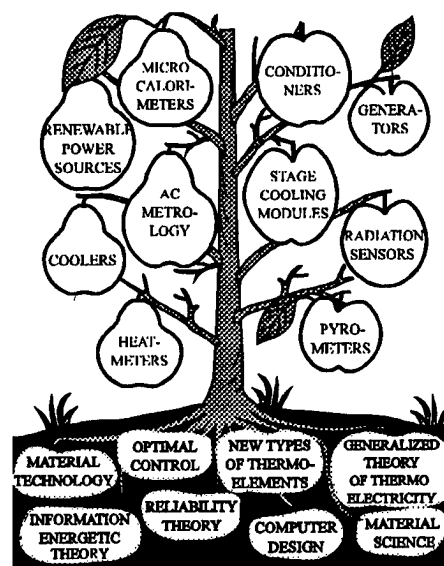 MICRO
CALORI-
METERS
CONDITIO-
NERS
GENERA-
TORS
RENEWABLE
POWER
SOURCES
AC
METRO-
LOGY
STAGE
COOLING
MODULES
COOLERS
RADIATION
SENSORS
HEAT-
METERS
PYRO-
METERS
MATERIAL
TECHNOLOGY
OPTIMAL
CONTROL
NEW TYPES
OF THERMO-
ELEMENTS
GENERALIZED
THEORY
OF THERMO
ELECTRICITY
INFORMATION
ENERGETIC
THEORY
RELIABILITY
THEORY
COMPUTER
DESIGN
MATERIAL
SCIENCE